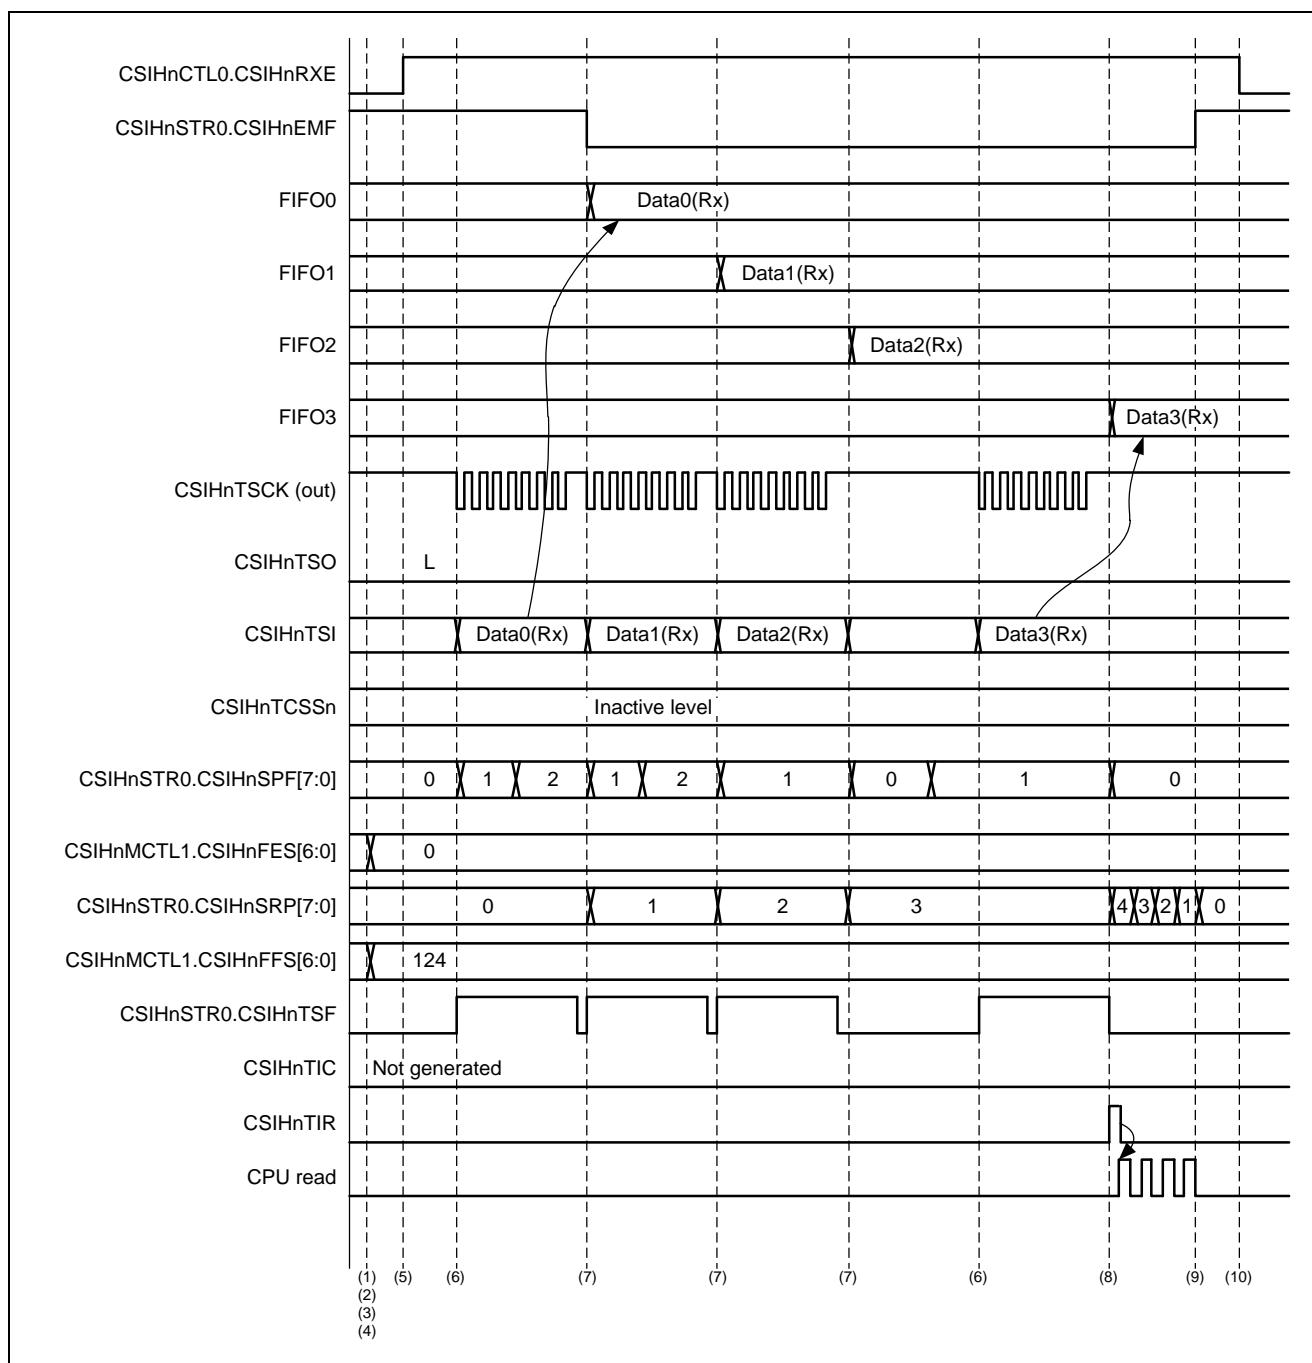 CSIHnCTL0.CSIHnRXE
CSIHnSTR0.CSIHnEMF
FIFO0 Data0(Rx)
FIFO1 Data1(Rx)
FIFO2 Data2(Rx)
FIFO3 Data3(Rx)
CSIHnTSCK (out)
CSIHnTSO L
CSIHnTSI Data0(Rx) Data1(Rx) Data2(Rx) Data3(Rx)
CSIHnTCSSn Inactive level
CSIHnSTR0.CSIHnSPF[7:0] 0 1 2 1 2 1 0 1 0
CSIHnMCTL1.CSIHnFES[6:0] 0
CSIHnSTR0.CSIHnSRP[7:0] 0 1 2 3 4 3 2 1 0
CSIHnMCTL1.CSIHnFFS[6:0] 124
CSIHnSTR0.CSIHnTSF
CSIHnTIC Not generated
CSIHnTIR
CPU read
(1) (5) (6) (7) (7) (7) (6) (8) (9) (10)
(2)
(3)
(4)